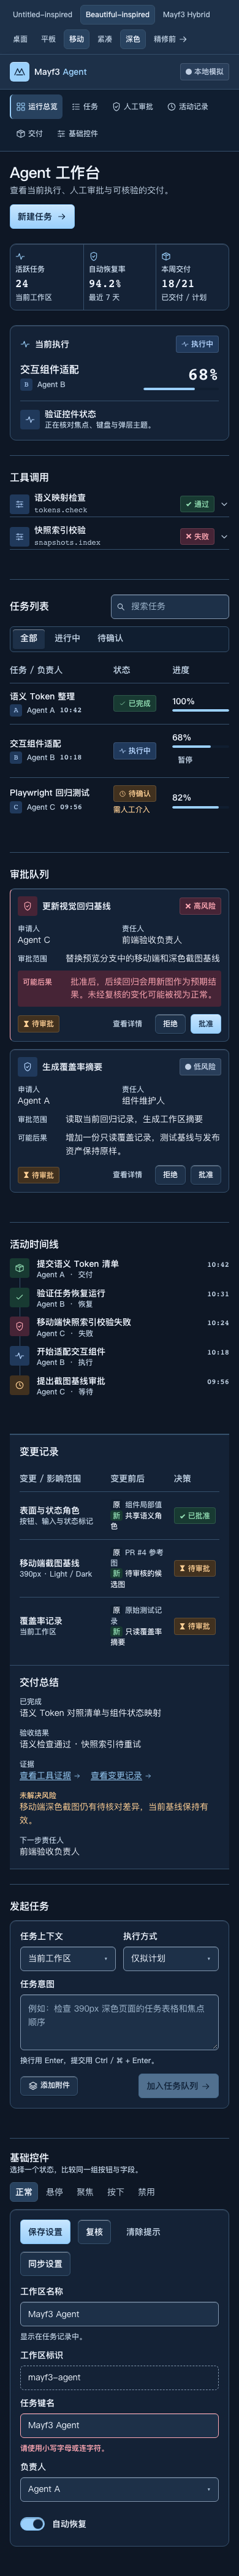 Untitled-inspired Beautiful-inspired Mayf3 Hybrid
桌面 平板 移动 紧凑 深色 精修前 →
Mayf3 Agent 本地模拟
运行总览 任务 人工审批 活动记录
交付 基础控件
Agent 工作台
查看当前执行、人工审批与可核验的交付。
新建任务 →
活跃任务 自动恢复率 本周交付
24 94.2% 18/21
当前工作区 最近 7 天 已交付 / 计划
当前执行 执行中
交互组件适配 68%
B Agent B
验证控件状态
正在核对焦点、键盘与弹层主题。
工具调用
语义映射检查 通过
tokens.check
快照索引校验 失败
snapshots.index
任务列表 搜索任务
全部 进行中 待确认
任务 / 负责人 状态 进度
语义 Token 整理 已完成 100%
A Agent A 10:42
交互组件适配 执行中 68%
B Agent B 10:18 暂停
Playwright 回归测试 待确认 82%
C Agent C 09:56 需人工介入
审批队列
更新视觉回归基线 高风险
申请人 责任人
Agent C 前端验收负责人
审批范围 替换预览分支中的移动端和深色截图基线
可能后果 批准后，后续回归会用新图作为预期结
果。未经复核的变化可能被视为正常。
待审批 查看详情 拒绝 批准
生成覆盖率摘要 低风险
申请人 责任人
Agent A 组件维护人
审批范围 读取当前回归记录，生成工作区摘要
可能后果 增加一份只读覆盖记录，测试基线与发布
资产保持原样。
待审批 查看详情 拒绝 批准
活动时间线
提交语义 Token 清单 10:42
Agent A · 交付
验证任务恢复运行 10:31
Agent B · 恢复
移动端快照索引校验失败 10:24
Agent C · 失败
开始适配交互组件 10:18
Agent B · 执行
提出截图基线审批 09:56
Agent C · 等待
变更记录
变更 / 影响范围 变更前后 决策
表面与状态角色 原 组件局部值 已批准
按钮、输入与状态标记 新 共享语义角
色
移动端截图基线 原 PR #4 参考
图 待审批
390px · Light / Dark 新 待审核的候
选图
覆盖率记录 原 原始测试记
录 待审批
当前工作区 新 只读覆盖率
摘要
交付总结
已完成
语义 Token 对照清单与组件状态映射
验收结果
语义检查通过 · 快照索引待重试
证据
查看工具证据 → 查看变更记录 →
未解决风险
移动端深色截图仍有待核对差异，当前基线保持有
效。
下一步责任人
前端验收负责人
发起任务
任务上下文 执行方式
当前工作区 仅拟计划
任务意图
例如：检查 390px 深色页面的任务表格和焦点
顺序
换行用 Enter，提交用 Ctrl / ⌘ + Enter。
添加附件 加入任务队列 →
基础控件
选择一个状态，比较同一组按钮与字段。
正常 悬停 聚焦 按下 禁用
保存设置 复核 清除提示
同步设置
工作区名称
Mayf3 Agent
显示在任务记录中。
工作区标识
mayf3-agent
任务键名
Mayf3 Agent
请使用小写字母或连字符。
负责人
Agent A
自动恢复